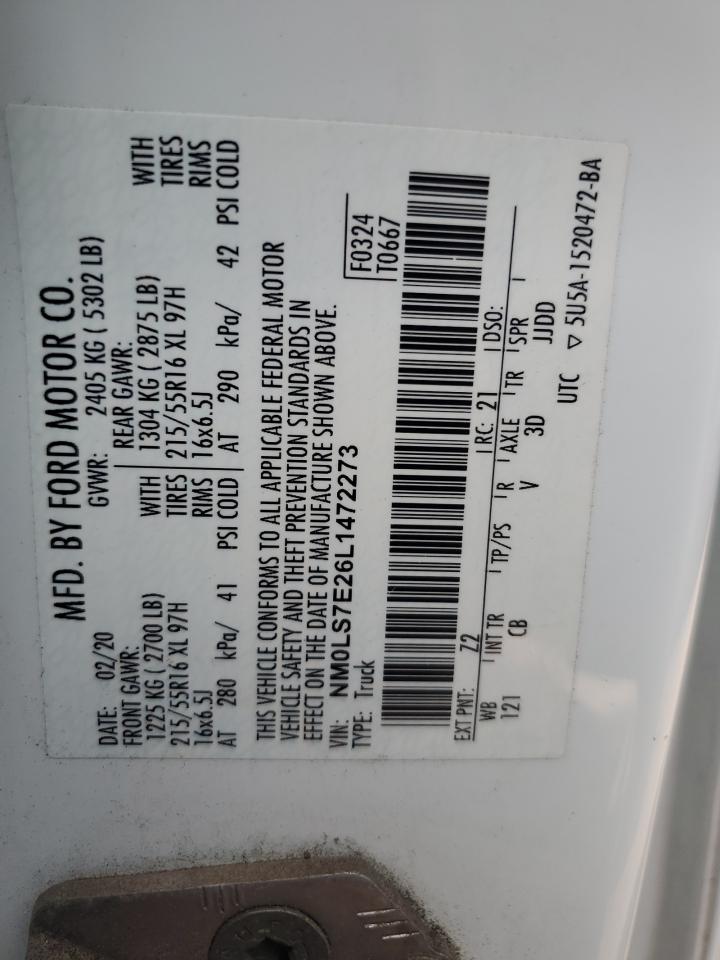 MFD. BY FORD MOTOR CO.
DATE: 02/20 GVWR: 2405 KG ( 5302 LB)
FRONT GAWR: REAR GAWR:
1225 KG ( 2700 LB) WITH 1304 KG ( 2875 LB) WITH
215/55R16 XL 97H TIRES 215/55R16 XL 97H TIRES
16x6.5J RIMS 16x6.5J RIMS
AT 280 kPa/ 41 PSI COLD AT 290 kPa/ 42 PSI COLD
THIS VEHICLE CONFORMS TO ALL APPLICABLE FEDERAL MOTOR
VEHICLE SAFETY AND THEFT PREVENTION STANDARDS IN
EFFECT ON THE DATE OF MANUFACTURE SHOWN ABOVE.
VIN: NM0LS7E26L1472273 F0324
TYPE: Truck T0667
EXT PNT: Z2 RC: 21 DSO:
WB INT TR TP/PS R AXLE TR SPR
121 CB V 3D JJDD
UTC ▽ 5U5A-1520472-BA